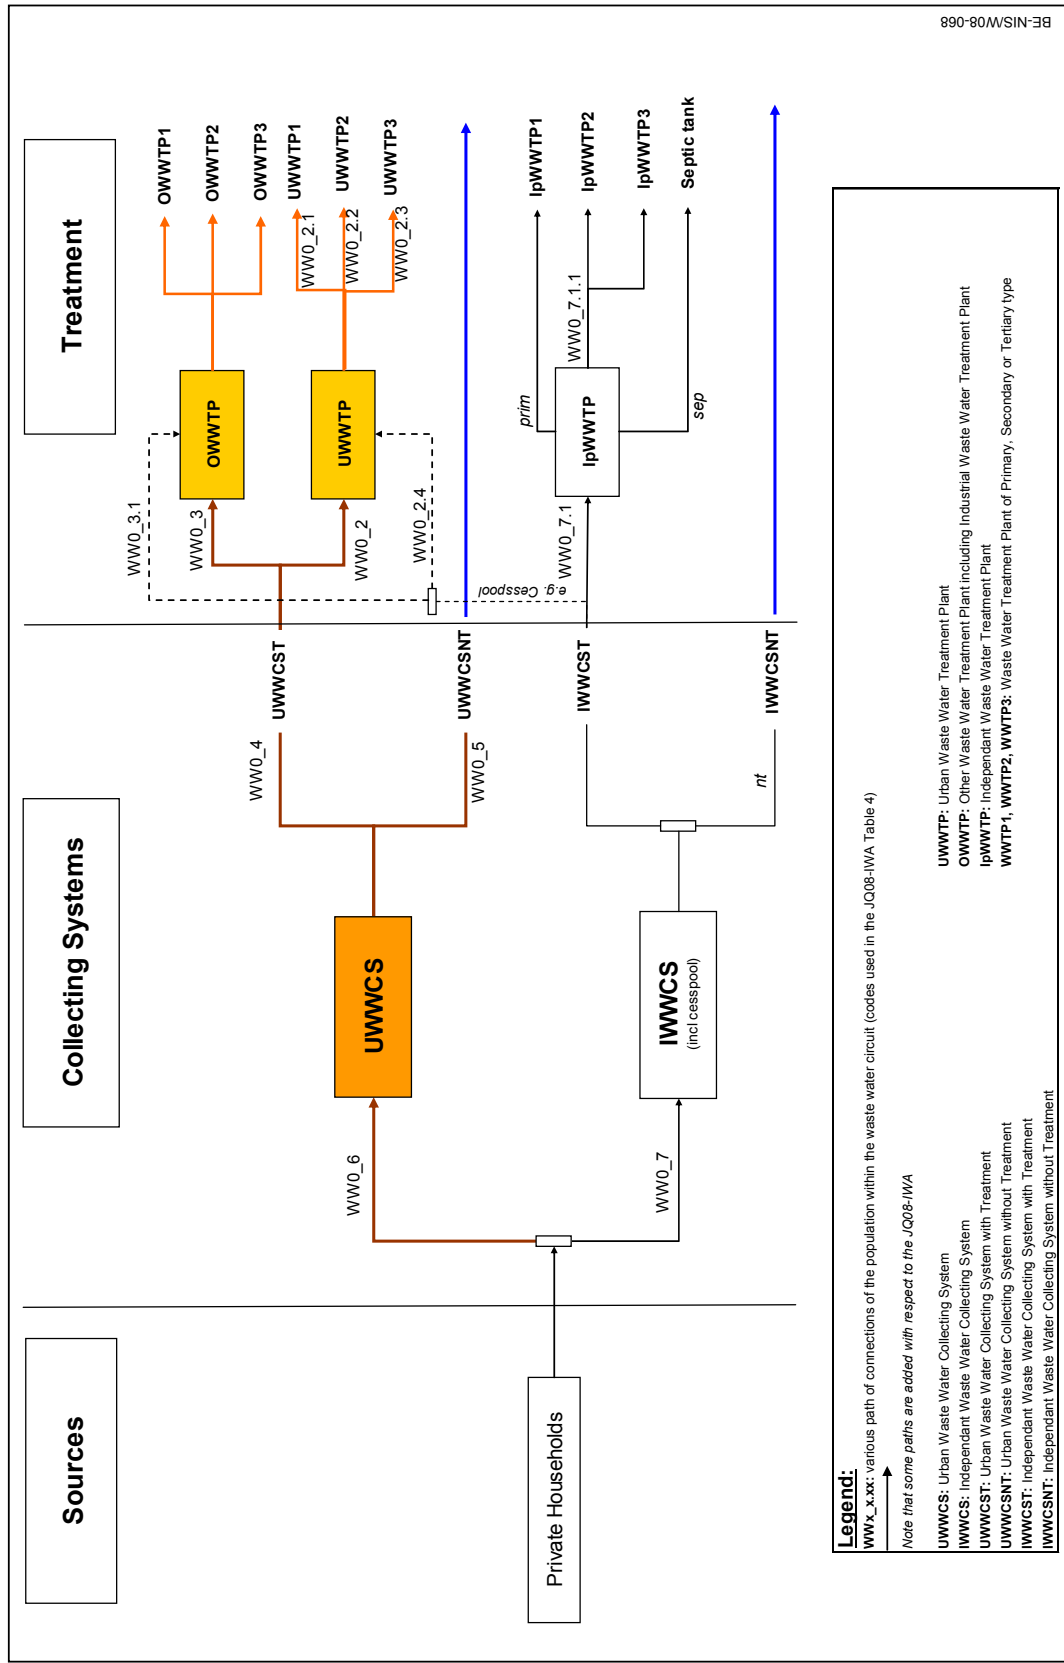 Sources
Collecting Systems
Treatment
Private Households
WW0_6
WW0_7
UWWCS
IWWCS
(incl cesspool)
WW0_4
WW0_5
nt
UWWCST
UWWCSNT
IWWCST
IWWCSNT
e.g. Cesspool
WW0_3.1
WW0_3
WW0_2
WW0_2.4
WW0_7.1
OWWTP
UWWTP
IpWWTP
prim
sep
WW0_7.1.1
WW0_2.1
WW0_2.2
WW0_2.3
OWWTP1
OWWTP2
OWWTP3
UWWTP1
UWWTP2
UWWTP3
IpWWTP1
IpWWTP2
IpWWTP3
Septic tank
Legend:
WWx_x.xx: various path of connections of the population within the waste water circuit (codes used in the JQ08-IWA Table 4)
Note that some paths are added with respect to the JQ08-IWA
UWWCS: Urban Waste Water Collecting System
IWWCS: Independant Waste Water Collecting System
UWWCST: Urban Waste Water Collecting System with Treatment
UWWCSNT: Urban Waste Water Collecting System without Treatment
IWWCST: Independant Waste Water Collecting System with Treatment
IWWCSNT: Independant Waste Water Collecting System without Treatment
UWWTP: Urban Waste Water Treatment Plant
OWWTP: Other Waste Water Treatment Plant including Industrial Waste Water Treatment Plant
IpWWTP: Independant Waste Water Treatment Plant
WWTP1, WWTP2, WWTP3: Waste Water Treatment Plant of Primary, Secondary or Tertiary type
BE-NIS/W08-068